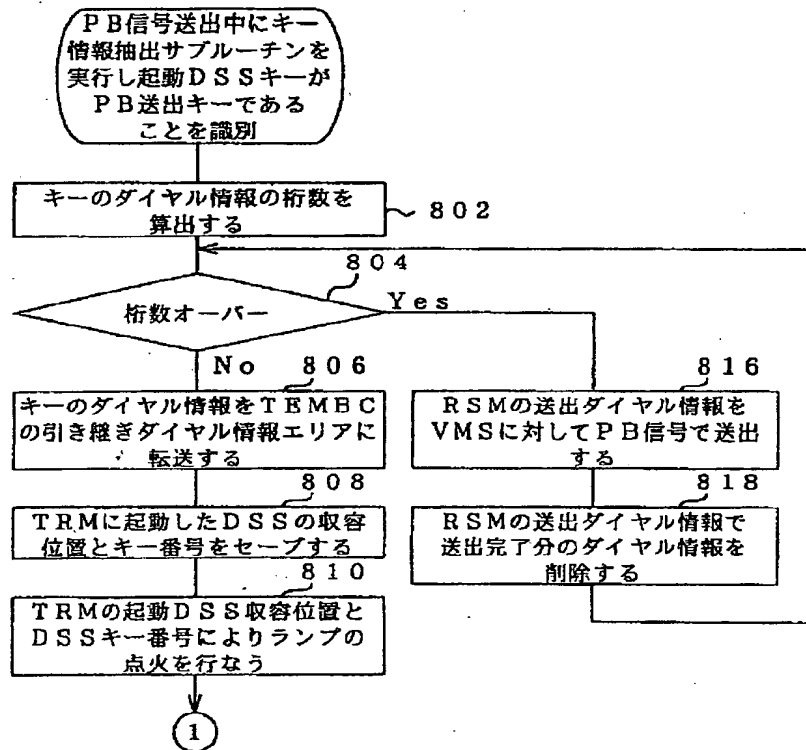 PB信号送出中にキー
情報抽出サブルーチンを
実行し起動DSSキーが
PB送出キーである
ことを識別
キーのダイヤル情報の桁数を
算出する
802
804
桁数オーバー
Yes
No
806
キーのダイヤル情報をTEMBC
の引き継ぎダイヤル情報エリアに
転送する
808
TRMに起動したDSSの収容
位置とキー番号をセーブする
810
TRMの起動DSS収容位置と
DSSキー番号によりランプの
点火を行なう
1
816
RSMの送出ダイヤル情報を
VMSに対してPB信号で送出
する
818
RSMの送出ダイヤル情報で
送出完了分のダイヤル情報を
削除する